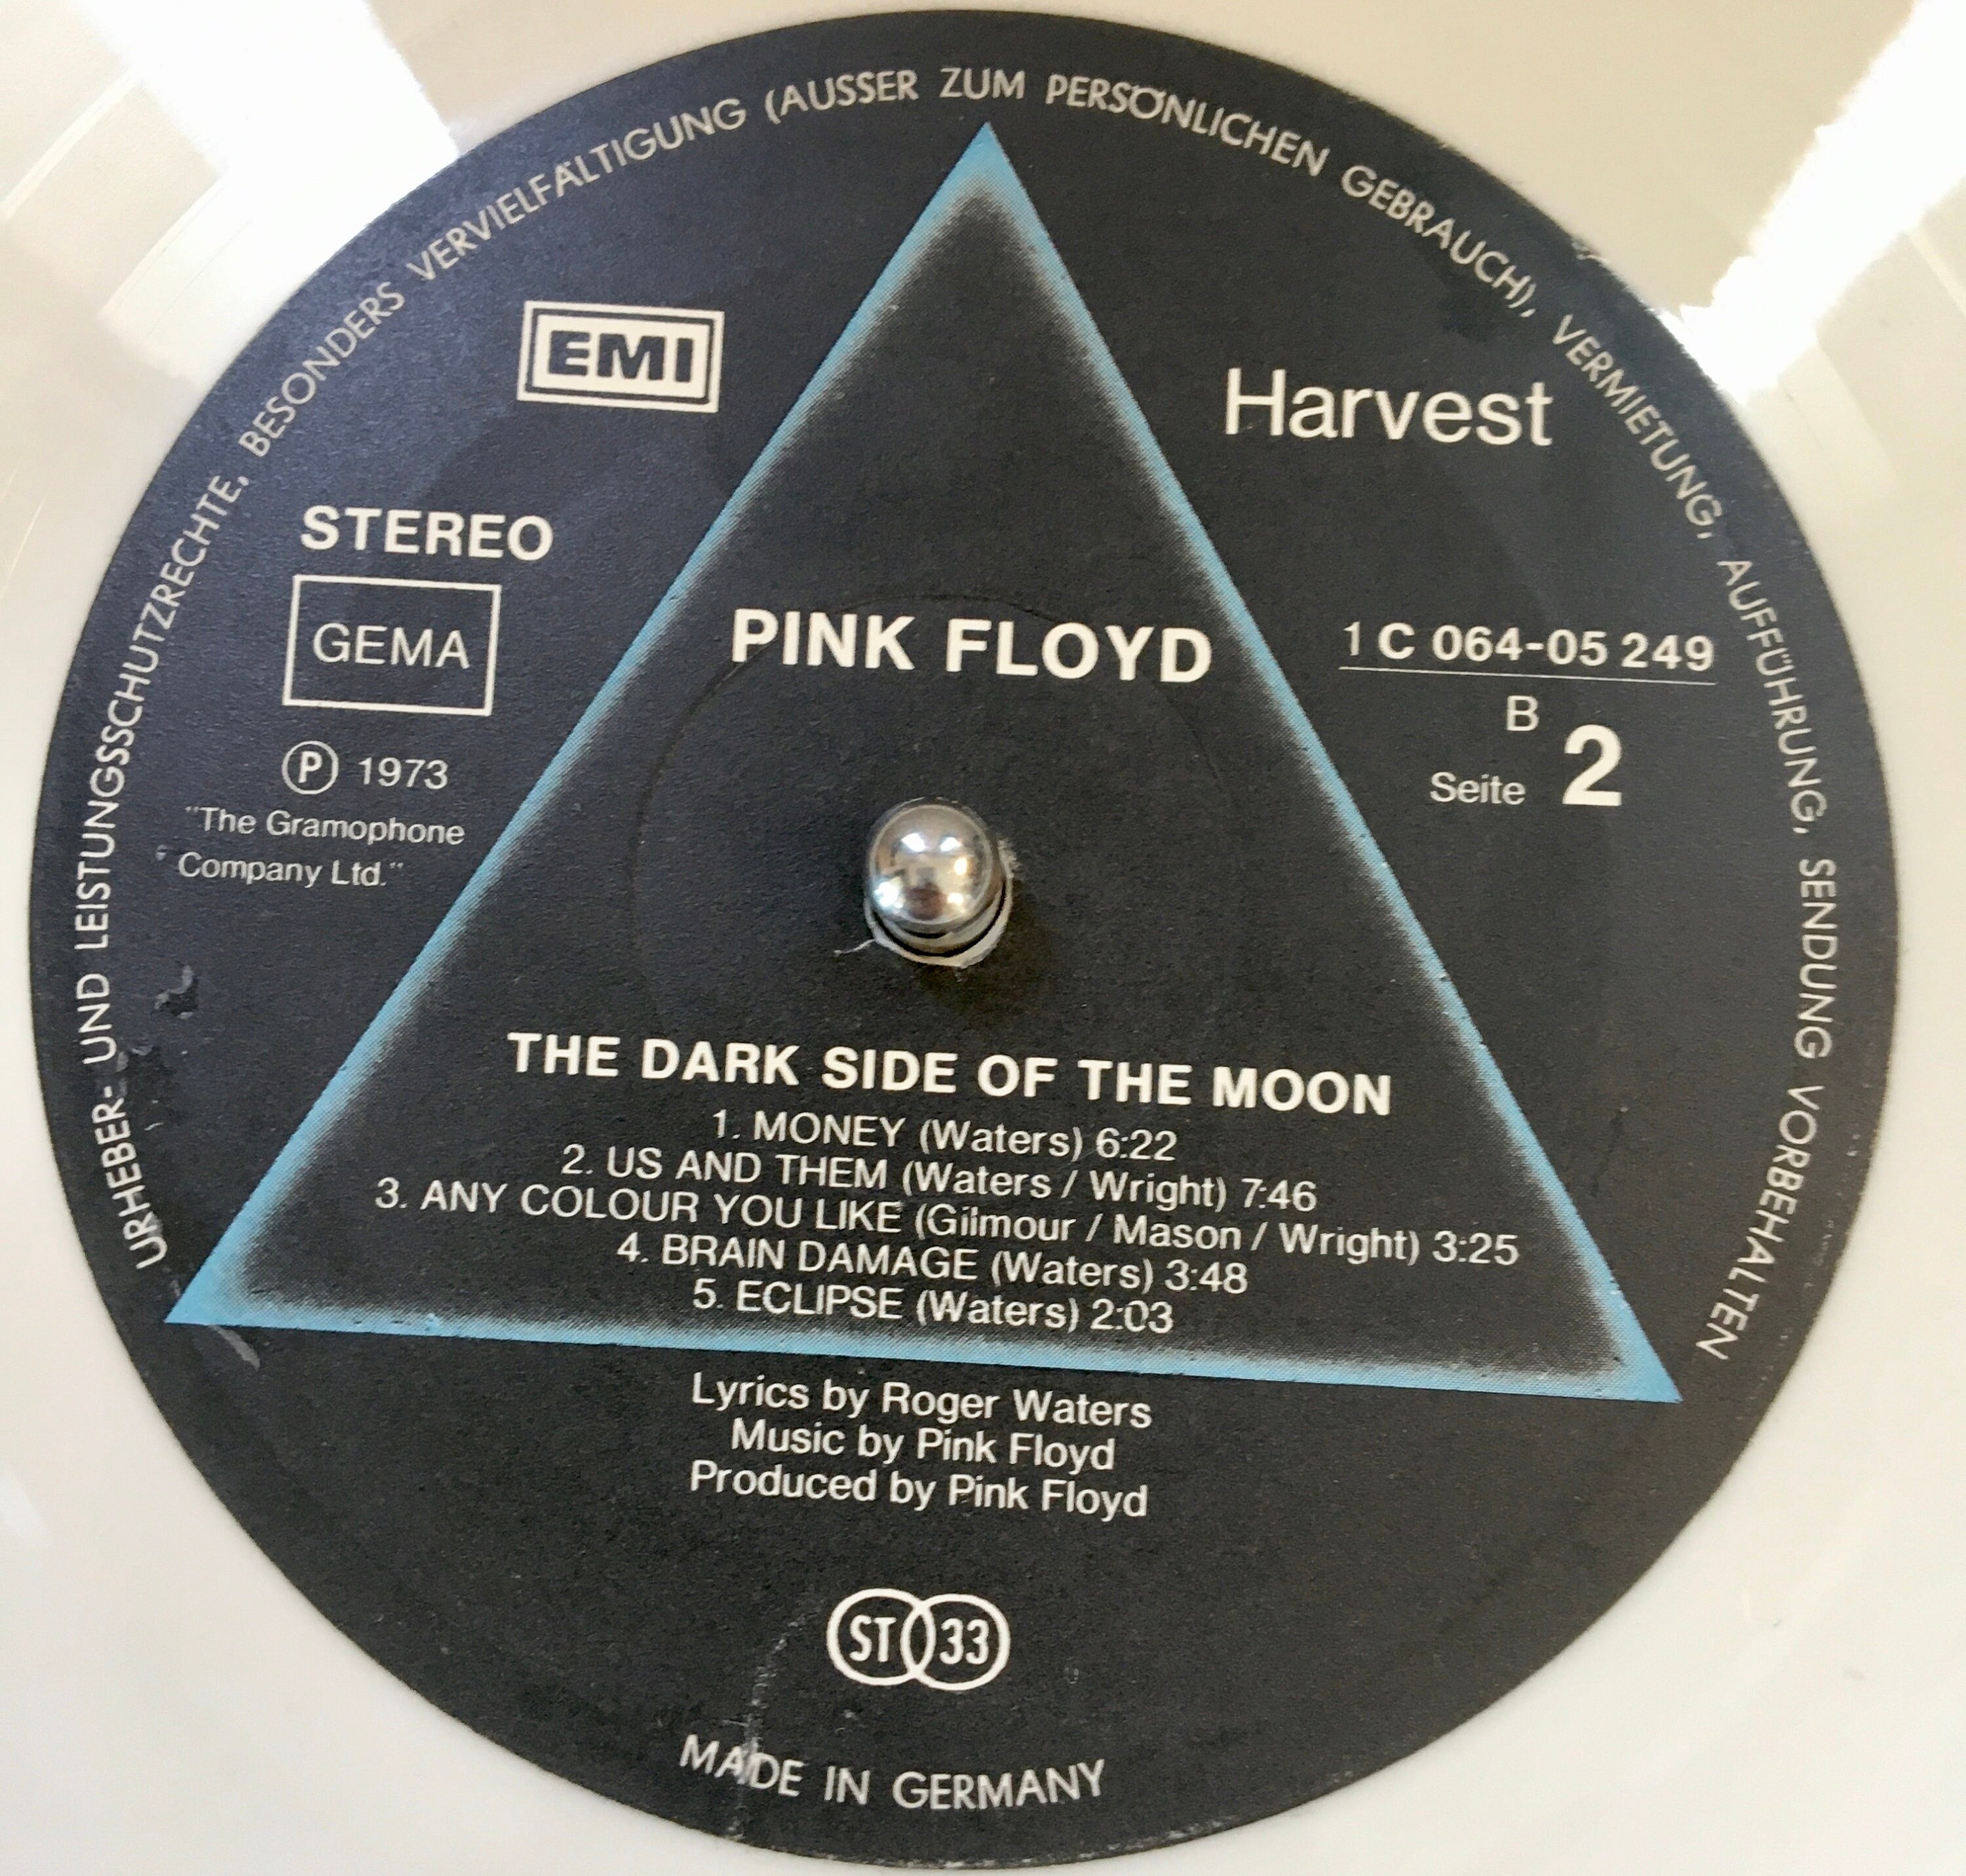 URHEBER- UND LEISTUNGSSCHUTZRECHTE, BESONDERS VERVIELFÄLTIGUNG (AUSSER ZUM PERSÖNLICHEN GEBRAUCH), VERMIETUNG, AUFFÜHRUNG, SENDUNG VORBEHALTEN
EMI
Harvest
STEREO
GEMA
PINK FLOYD
1 C 064-05 249
B
Seite 2
Ⓟ 1973
"The Gramophone
Company Ltd."
THE DARK SIDE OF THE MOON
1. MONEY (Waters) 6:22
2. US AND THEM (Waters / Wright) 7:46
3. ANY COLOUR YOU LIKE (Gilmour / Mason / Wright) 3:25
4. BRAIN DAMAGE (Waters) 3:48
5. ECLIPSE (Waters) 2:03
Lyrics by Roger Waters
Music by Pink Floyd
Produced by Pink Floyd
ST 33
MADE IN GERMANY